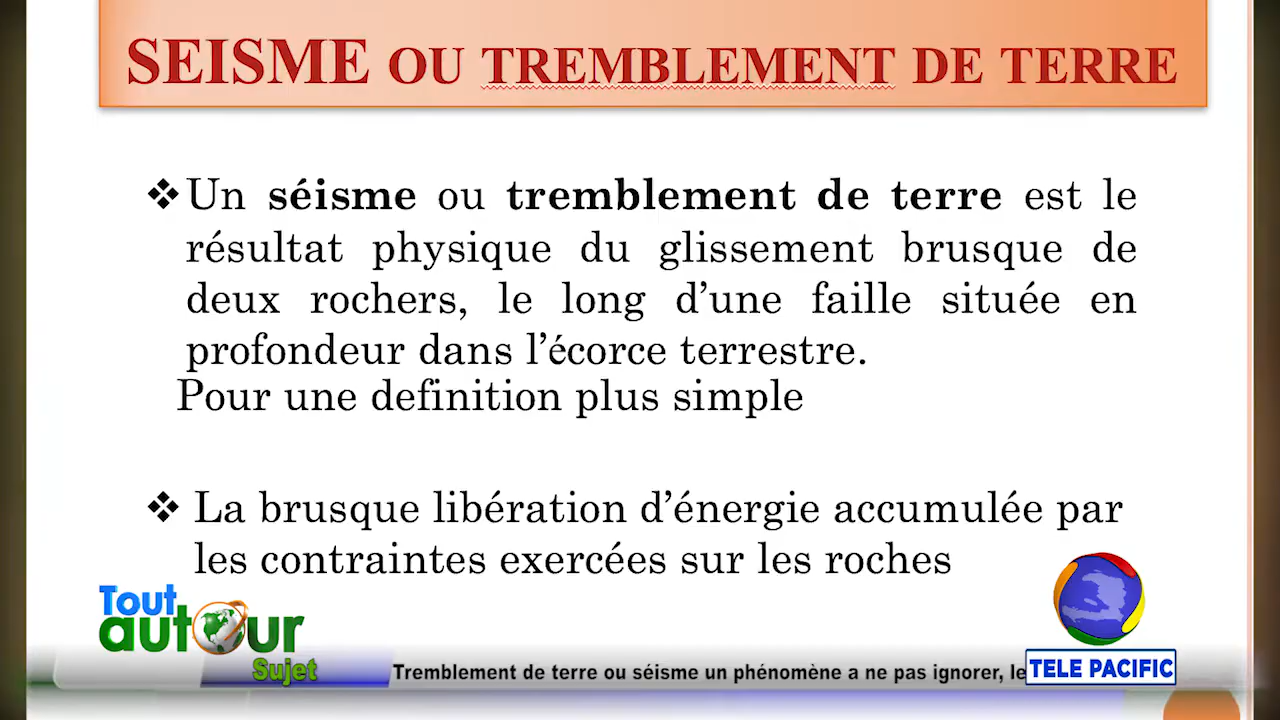 SEISME OU TREMBLEMENT DE TERRE
❖Un séisme ou tremblement de terre est le
résultat physique du glissement brusque de
deux rochers, le long d’une faille située en
profondeur dans l’écorce terrestre.
Pour une definition plus simple
❖ La brusque libération d’énergie accumulée par
les contraintes exercées sur les roches
Tout
autour
Sujet
Tremblement de terre ou séisme un phénomène a ne pas ignorer, le
TELE PACIFIC